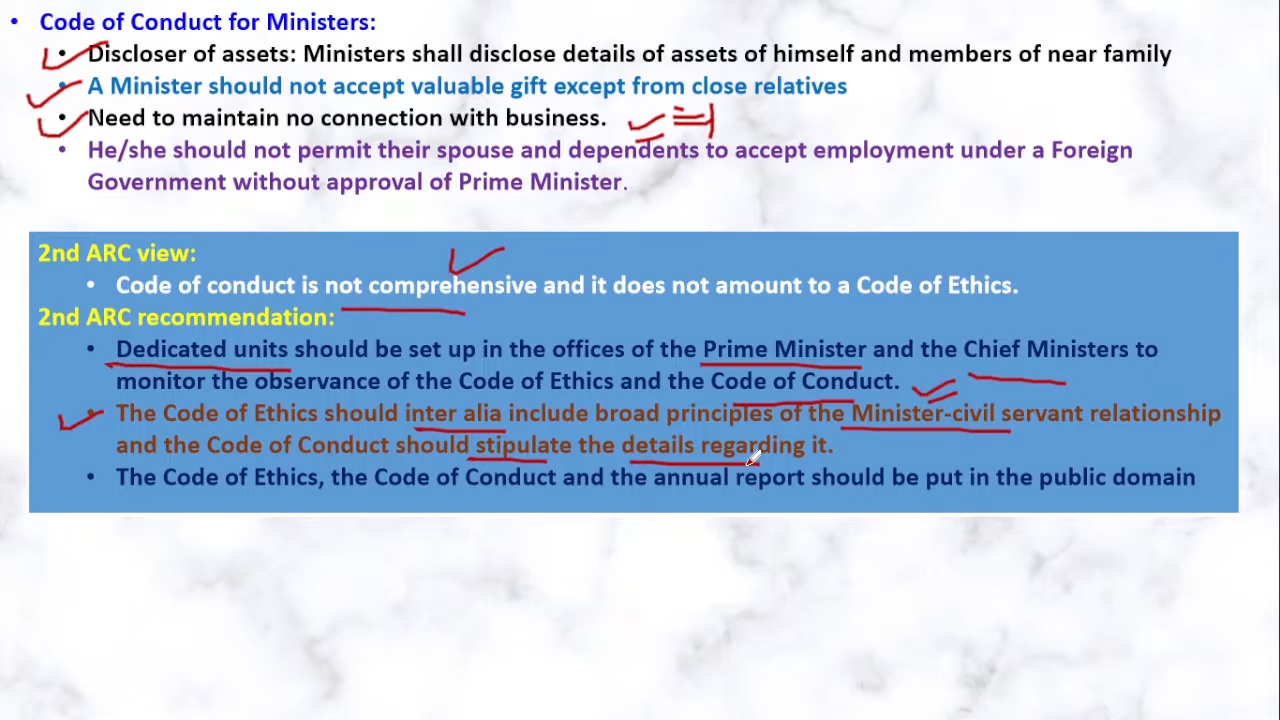 • Code of Conduct for Ministers:
• Discloser of assets: Ministers shall disclose details of assets of himself and members of near family
• A Minister should not accept valuable gift except from close relatives
• Need to maintain no connection with business.
• He/she should not permit their spouse and dependents to accept employment under a Foreign
Government without approval of Prime Minister.
2nd ARC view:
• Code of conduct is not comprehensive and it does not amount to a Code of Ethics.
2nd ARC recommendation:
• Dedicated units should be set up in the offices of the Prime Minister and the Chief Ministers to
monitor the observance of the Code of Ethics and the Code of Conduct.
• The Code of Ethics should inter alia include broad principles of the Minister-civil servant relationship
and the Code of Conduct should stipulate the details regarding it.
• The Code of Ethics, the Code of Conduct and the annual report should be put in the public domain